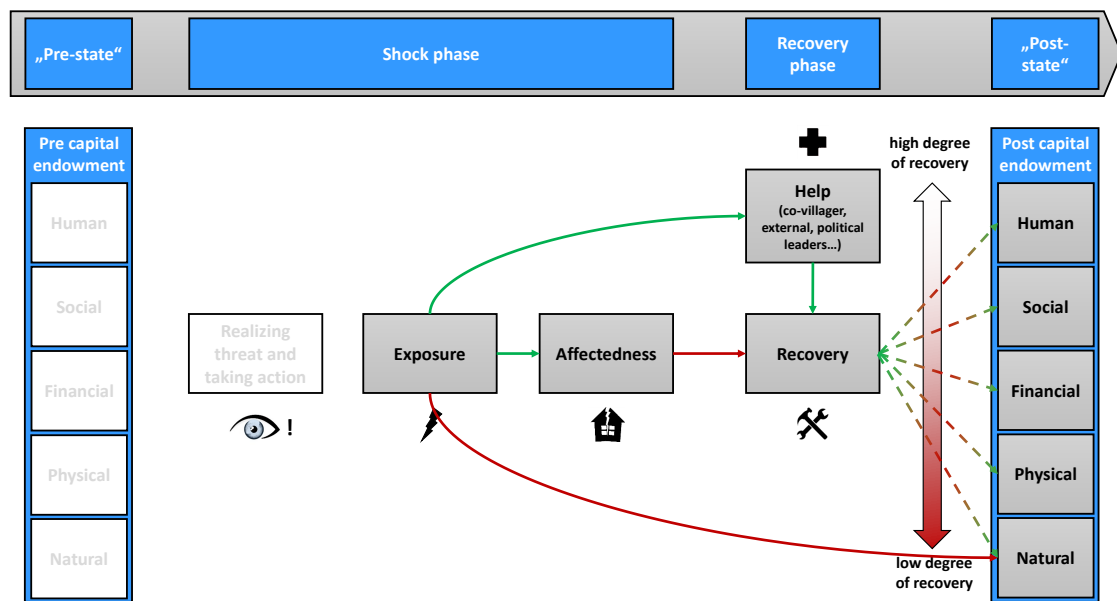 „Pre-state“
Shock phase
Recovery
phase
„Post-
state“
Pre capital
endowment
Human
Social
Financial
Physical
Natural
Realizing
threat and
taking action
!
Exposure
Affectedness
Help
(co-villager,
external, political
leaders…)
Recovery
high degree
of recovery
low degree
of recovery
Post capital
endowment
Human
Social
Financial
Physical
Natural